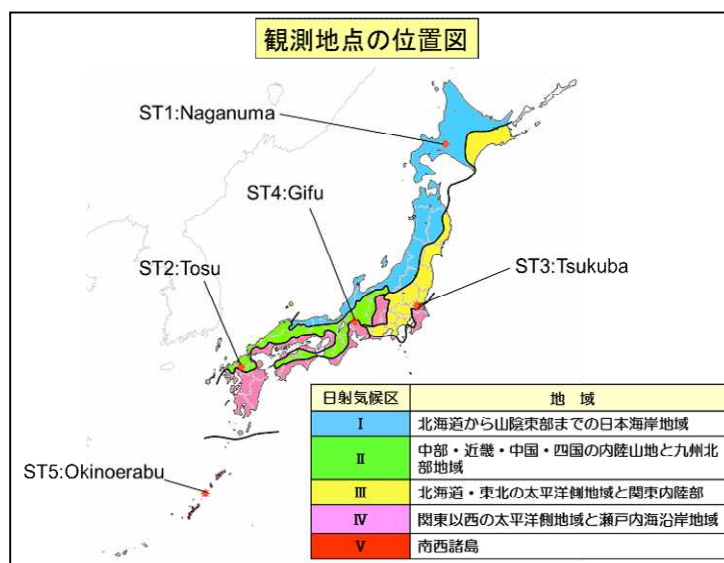 観測地点の位置図
ST1:Naganuma
ST4:Gifu
ST2:Tosu
ST3:Tsukuba
ST5:Okinoerabu
日射気候区 地 域
Ⅰ 北海道から山陰東部までの日本海岸地域
Ⅱ 中部・近畿・中国・四国の内陸山地と九州北
部地域
Ⅲ 北海道・東北の太平洋側地域と関東内陸部
Ⅳ 関東以西の太平洋側地域と瀬戸内海沿岸地域
Ⅴ 南西諸島